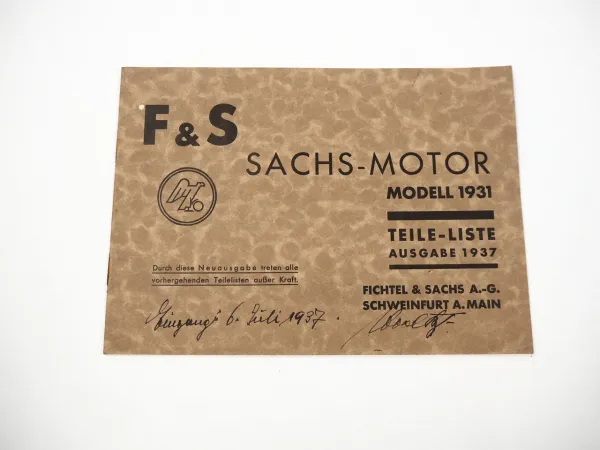 F & S
SACHS-MOTOR
MODELL 1931
TEILE-LISTE
AUSGABE 1937
Durch diese Neuausgabe treten alle
vorhergehenden Teilelisten außer Kraft.
FICHTEL & SACHS A.-G.
SCHWEINFURT A. MAIN
Eingang 6. Juli 1937.